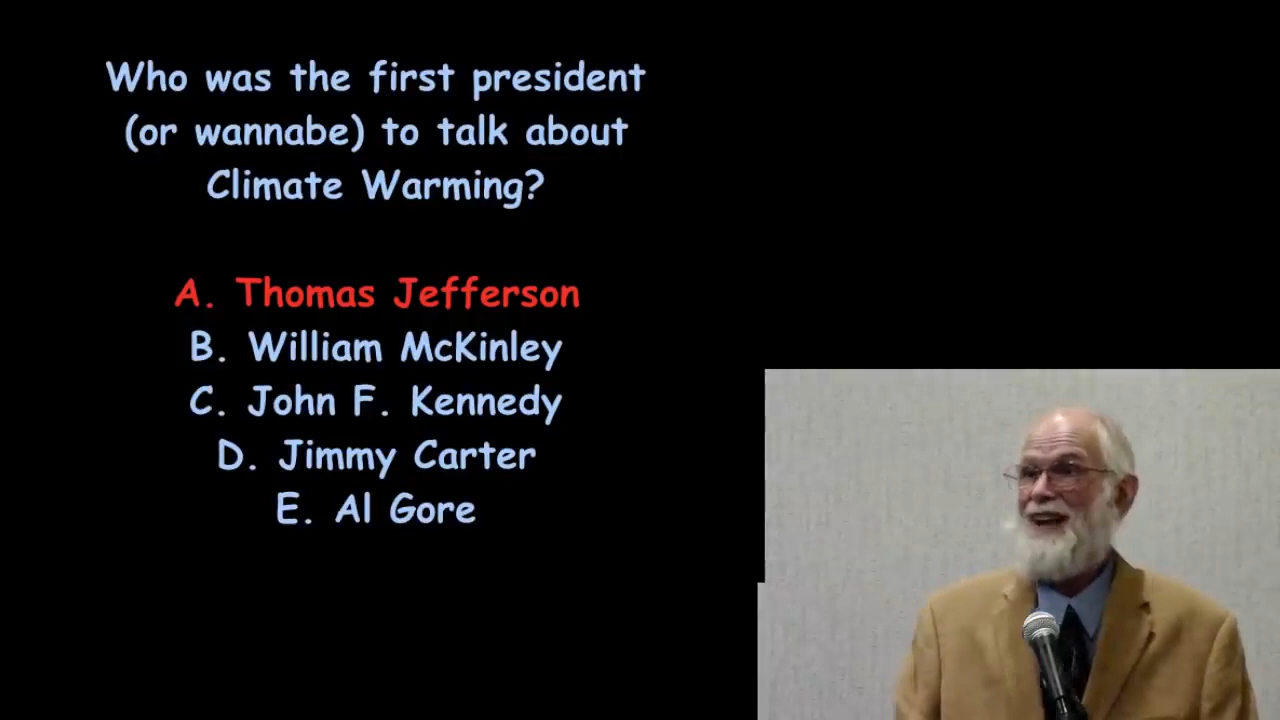 Who was the first president
(or wannabe) to talk about
Climate Warming?
A. Thomas Jefferson
B. William McKinley
C. John F. Kennedy
D. Jimmy Carter
E. Al Gore